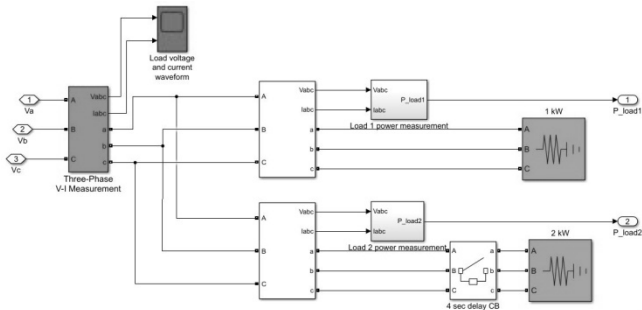 Load voltage
and current
waveform
1
Va
2
Vb
3
Vc
A
B
C
Vabc
Iabc
a
b
c
Three-Phase
V-I Measurement
A
B
C
Vabc
Iabc
a
b
c
Vabc
Iabc
P_load1
Load 1 power measurement
1
P_load1
1 kW
A
B
C
A
B
C
Vabc
Iabc
a
b
c
Vabc
Iabc
P_load2
Load 2 power measurement
2
P_load2
A
B
C
a
b
c
4 sec delay CB
2 kW
A
B
C